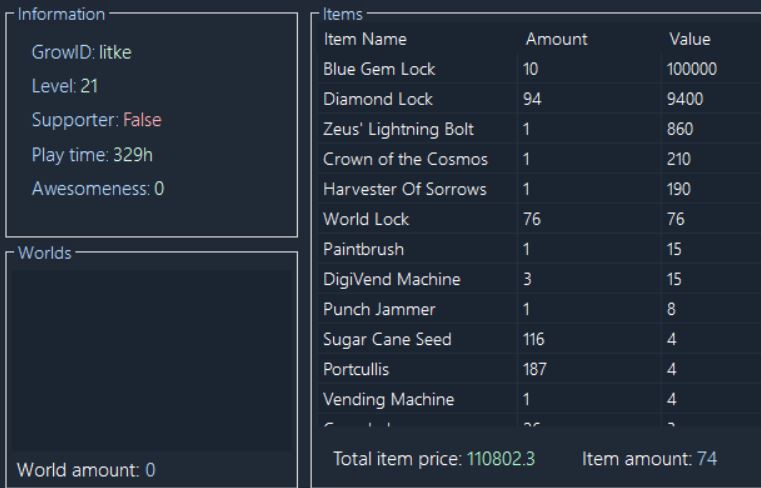 Information
GrowID: litke
Level: 21
Supporter: False
Play time: 329h
Awesomeness: 0
Worlds
World amount: 0
Items
Item Name Amount Value
Blue Gem Lock 10 100000
Diamond Lock 94 9400
Zeus' Lightning Bolt 1 860
Crown of the Cosmos 1 210
Harvester Of Sorrows 1 190
World Lock 76 76
Paintbrush 1 15
DigiVend Machine 3 15
Punch Jammer 1 8
Sugar Cane Seed 116 4
Portcullis 187 4
Vending Machine 1 4
Total item price: 110802.3 Item amount: 74